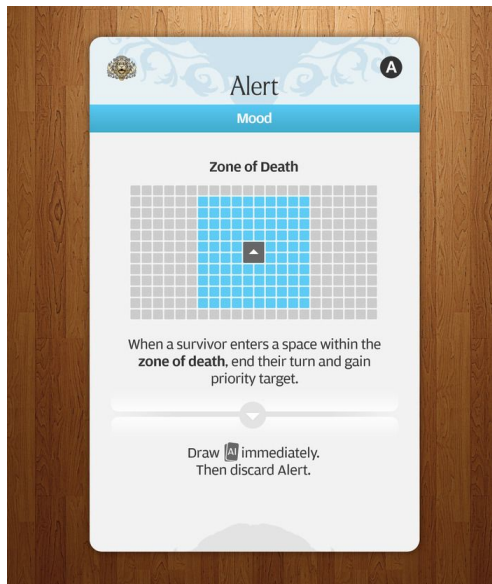 A
Alert
Mood
Zone of Death
When a survivor enters a space within the
zone of death, end their turn and gain
priority target.
Draw AI immediately.
Then discard Alert.